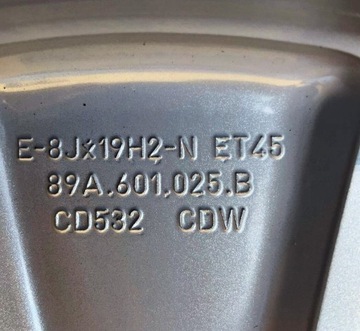 E-8Jx19H2-N ET45
89A.601.025.B
CD532 CDW